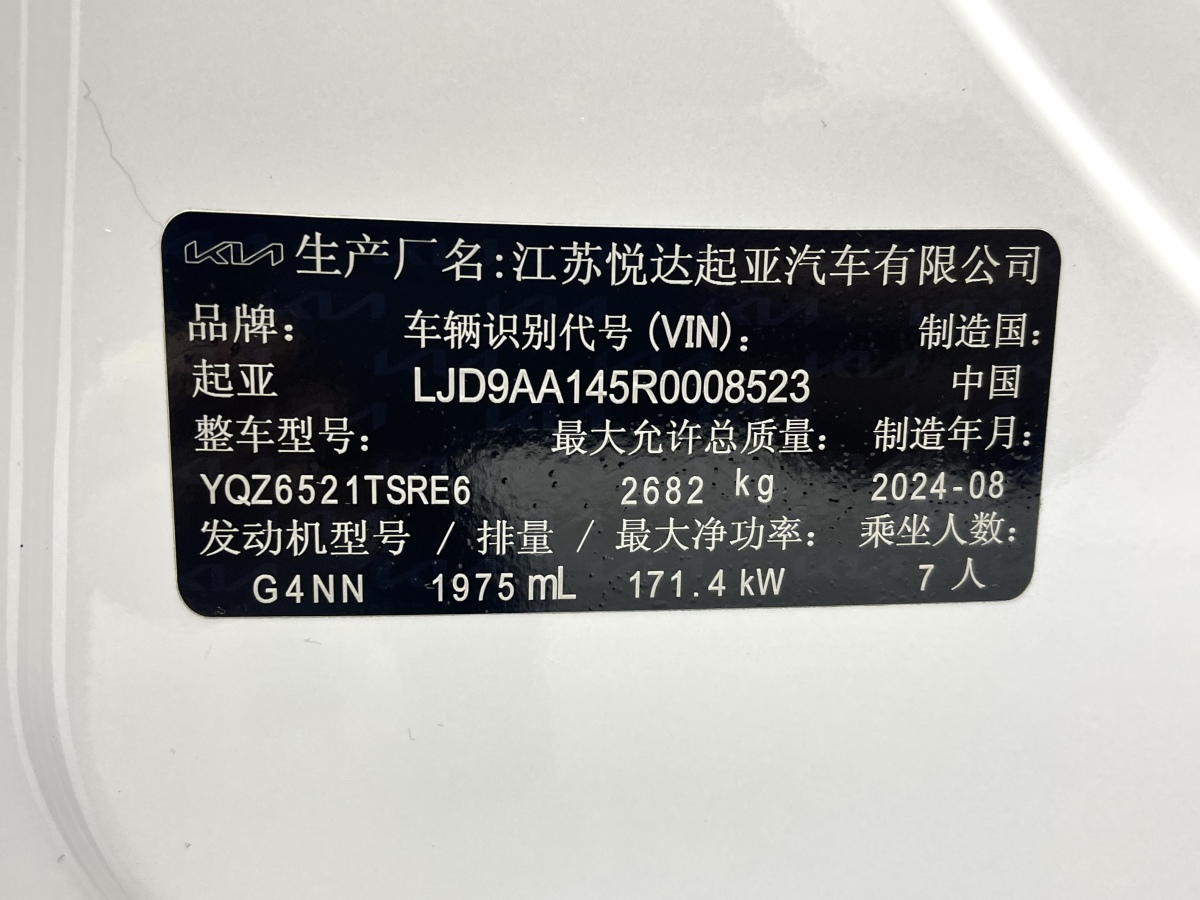 KIA 生产厂名:江苏悦达起亚汽车有限公司
品牌: 车辆识别代号(VIN): 制造国:
起亚 LJD9AA145R0008523 中国
整车型号: 最大允许总质量: 制造年月:
YQZ6521TSRE6 2682 kg 2024-08
发动机型号 / 排量 / 最大净功率: 乘坐人数:
G4NN 1975 mL 171.4 kW 7 人